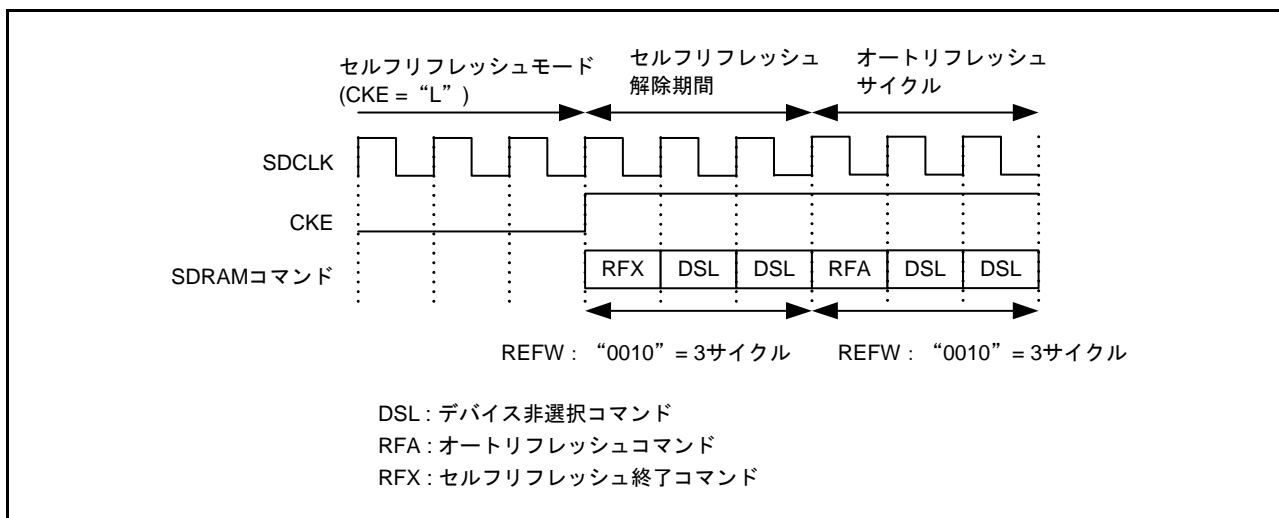 セルフリフレッシュモード
(CKE = “L” )
セルフリフレッシュ
解除期間
オートリフレッシュ
サイクル
SDCLK
CKE
SDRAMコマンド
RFX DSL DSL RFA DSL DSL
REFW : “0010” = 3サイクル REFW : “0010” = 3サイクル
DSL : デバイス非選択コマンド
RFA : オートリフレッシュコマンド
RFX : セルフリフレッシュ終了コマンド